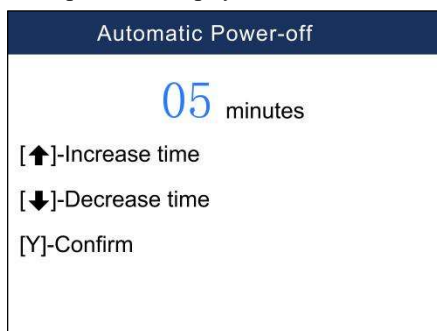 Automatic Power-off
05 minutes
[⬆]-Increase time
[⬇]-Decrease time
[Y]-Confirm